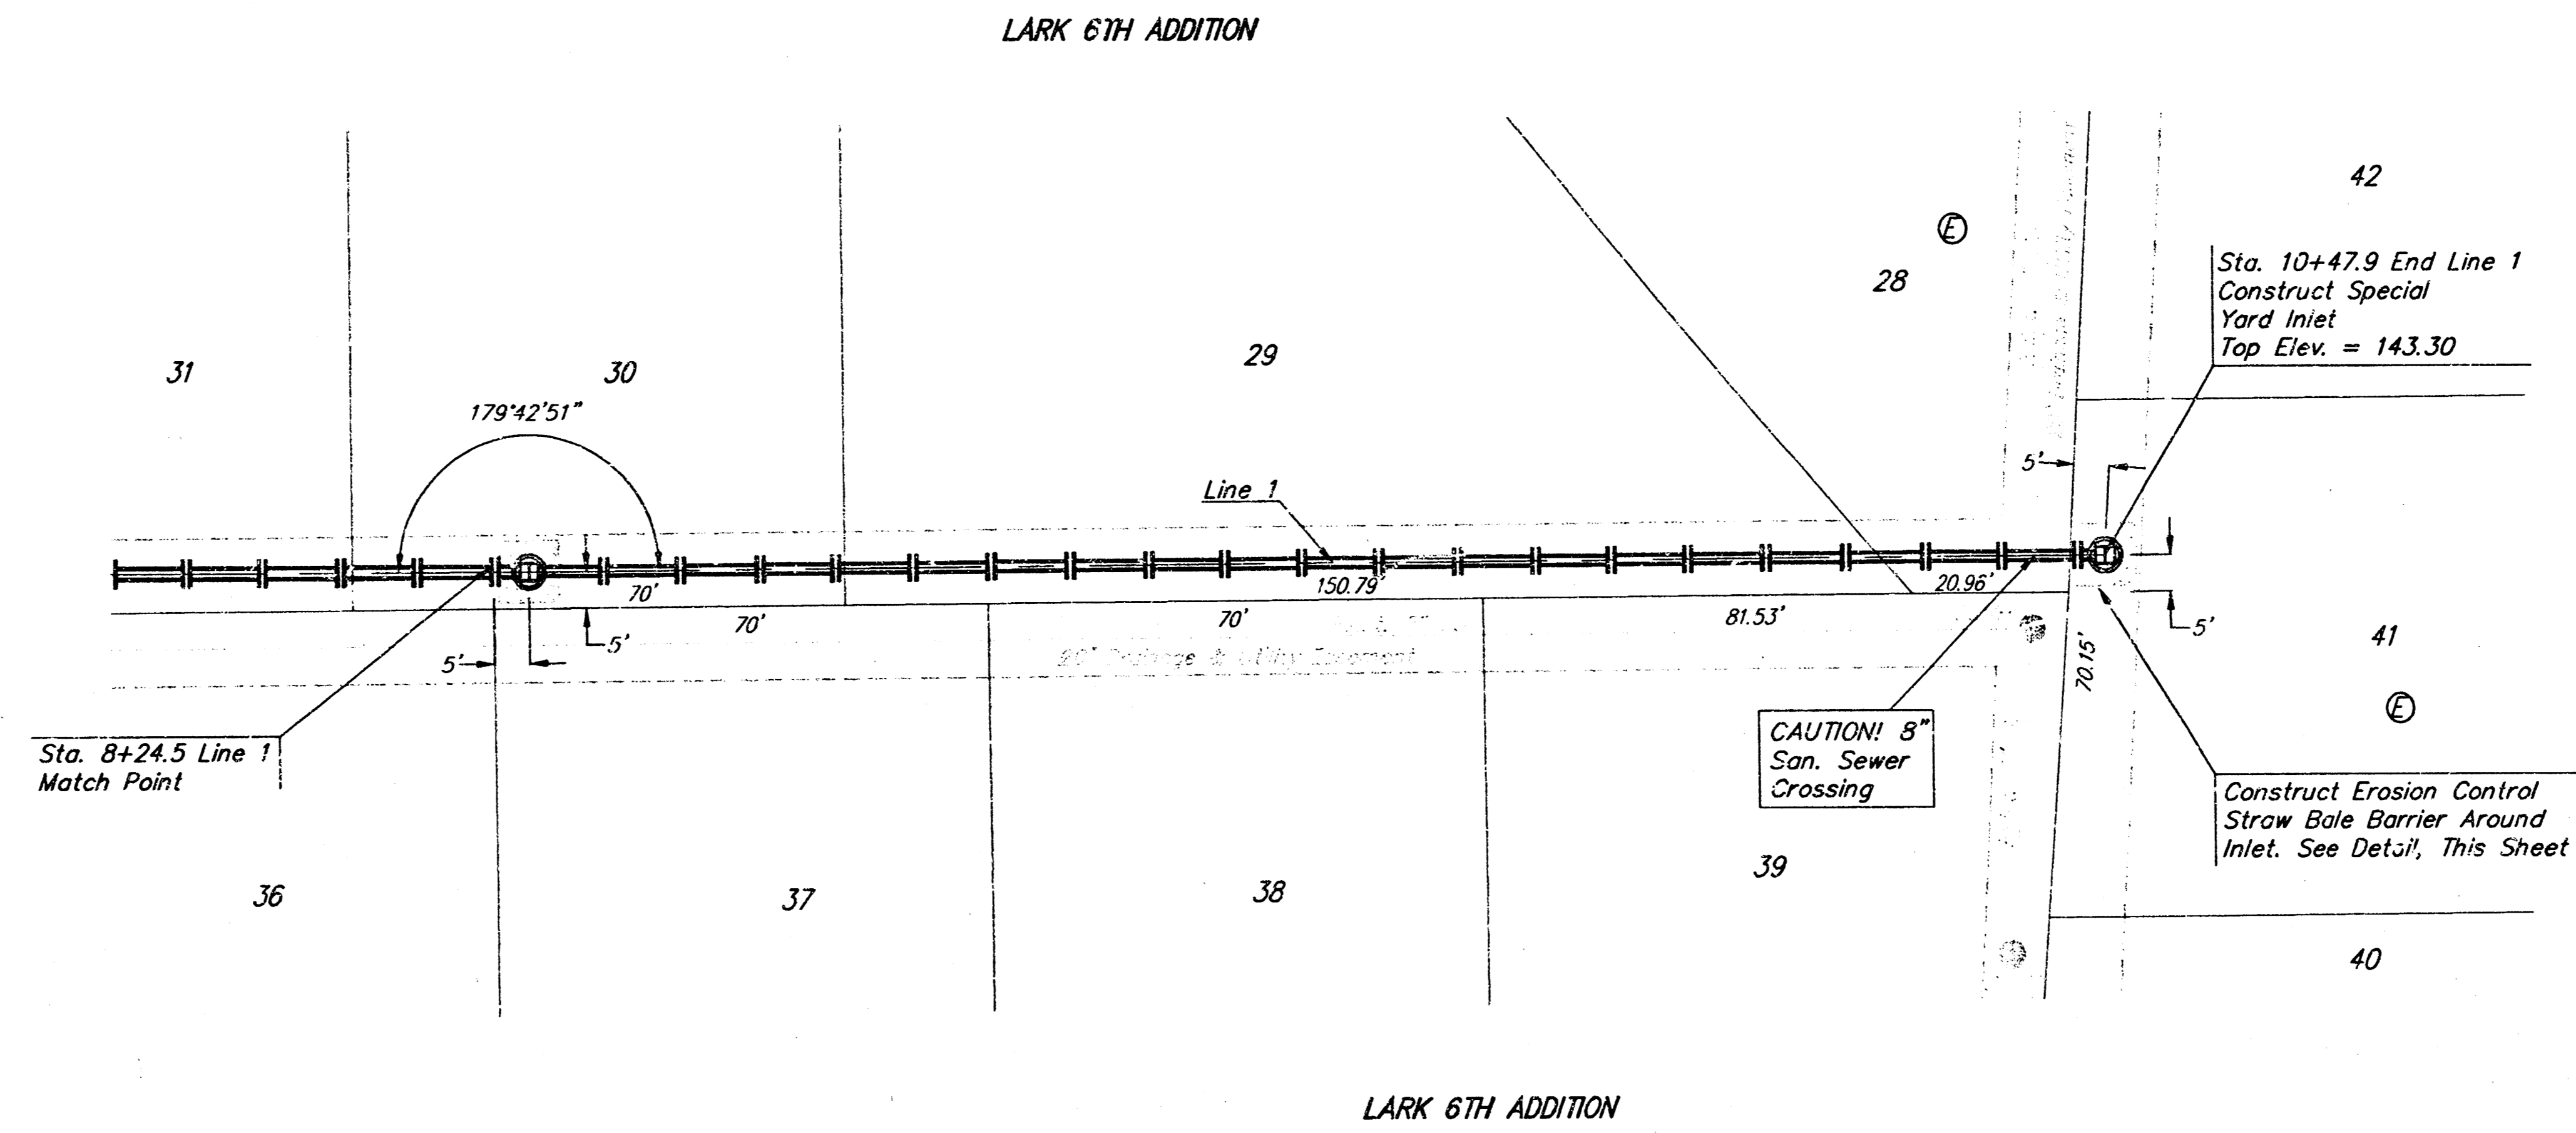 LARK 6TH ADDITION
42
E
28
Sta. 10+47.9 End Line 1
Construct Special
Yard Inlet
Top Elev. = 143.30
31
30
29
179°42'51"
5'
Line 1
70'
150.79
20.96'
70'
70'
81.53'
5'
5'
5'
20' Drainage & Utility Easement
70.15'
41
E
Sta. 8+24.5 Line 1
Match Point
CAUTION! 8"
San. Sewer
Crossing
Construct Erosion Control
Straw Bale Barrier Around
Inlet. See Detail, This Sheet
36
37
38
39
40
LARK 6TH ADDITION